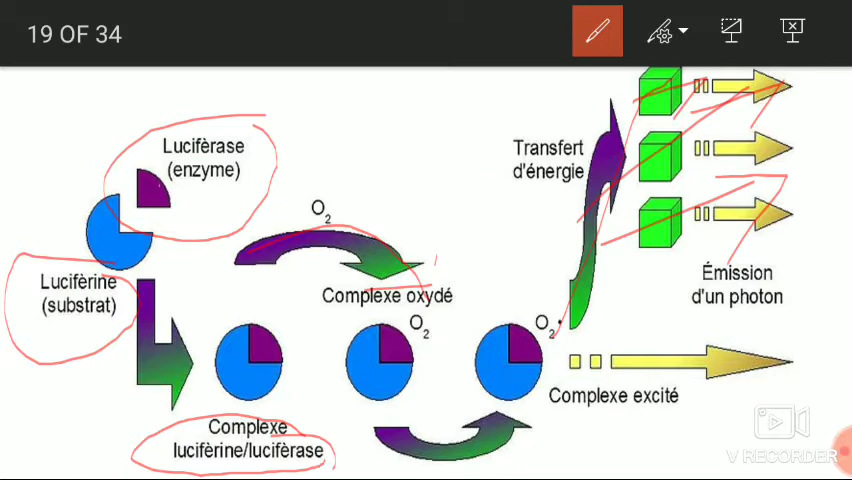 19 OF 34
Lucifèrase
(enzyme)
Transfert
d'énergie
O2
Lucifèrine
(substrat)
Complexe oxydé
Émission
d'un photon
O2
O2•
Complexe excité
Complexe
lucifèrine/lucifèrase
V RECORDER